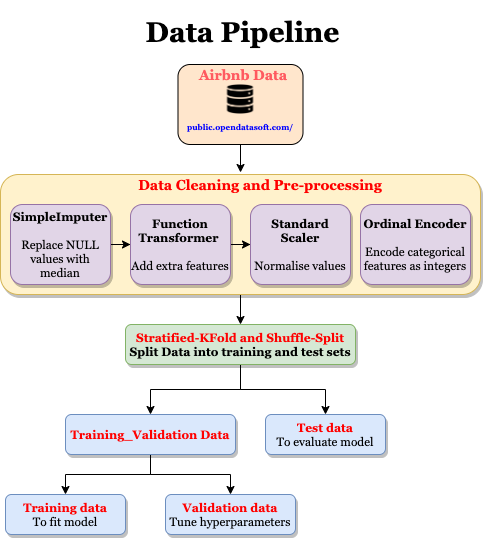 Data Pipeline
Airbnb Data
public.opendatasoft.com/
Data Cleaning and Pre-processing
SimpleImputer
Replace NULL
values with
median
Function
Transformer
Add extra features
Standard
Scaler
Normalise values
Ordinal Encoder
Encode categorical
features as integers
Stratified-KFold and Shuffle-Split
Split Data into training and test sets
Training_Validation Data
Test data
To evaluate model
Training data
To fit model
Validation data
Tune hyperparameters